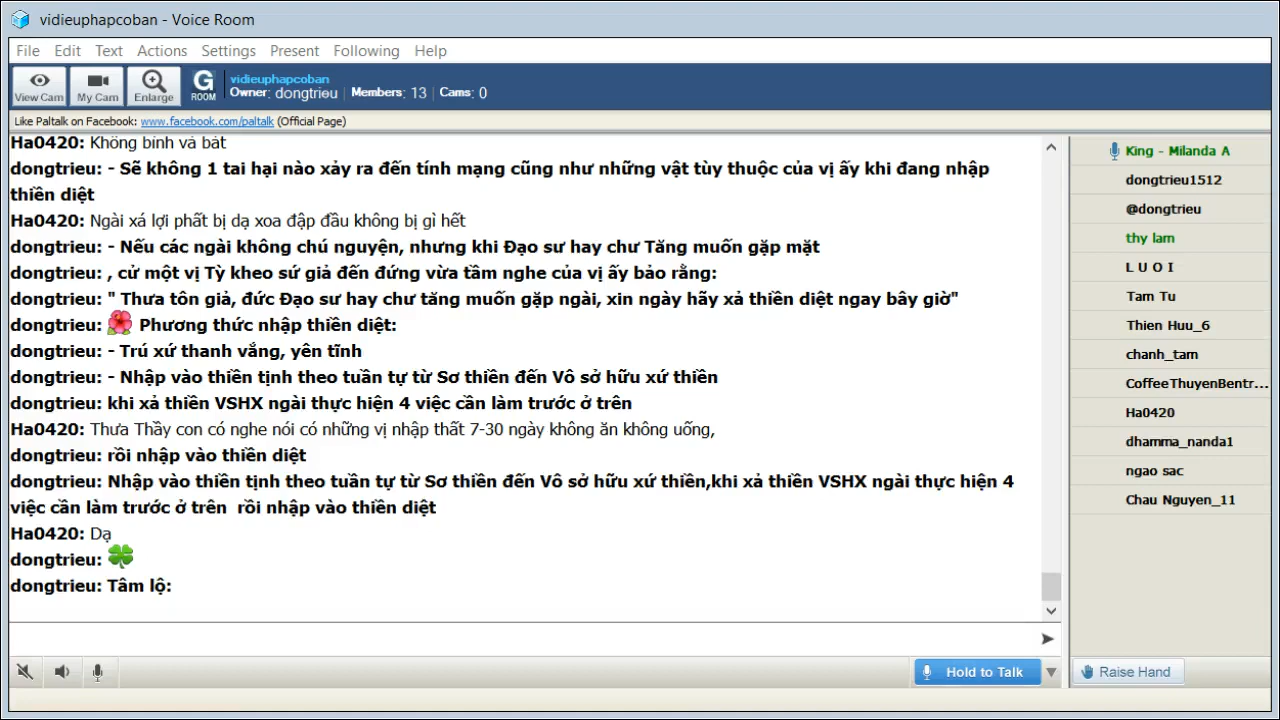 vidieuphapcoban - Voice Room
File Edit Text Actions Settings Present Following Help
View Cam My Cam Enlarge G ROOM vidieuphapcoban
Owner: dongtrieu | Members: 13 | Cams: 0
Like Paltalk on Facebook: www.facebook.com/paltalk (Official Page)
Ha0420: Không bính và bát
dongtrieu: - Sẽ không 1 tai hại nào xảy ra đến tính mạng cũng như những vật tùy thuộc của vị ấy khi đang nhập
thiền diệt
Ha0420: Ngài xá lợi phất bị dạ xoa đập đầu không bị gì hết
dongtrieu: - Nếu các ngài không chú nguyện, nhưng khi Đạo sư hay chư Tăng muốn gặp mặt
dongtrieu: , cử một vị Tỳ kheo sứ giả đến đứng vừa tầm nghe của vị ấy bảo rằng:
dongtrieu: " Thưa tôn giả, đức Đạo sư hay chư tăng muốn gặp ngài, xin ngày hãy xả thiền diệt ngay bây giờ"
dongtrieu: Phương thức nhập thiền diệt:
dongtrieu: - Trú xứ thanh vắng, yên tĩnh
dongtrieu: - Nhập vào thiền tịnh theo tuần tự từ Sơ thiền đến Vô sở hữu xứ thiền
dongtrieu: khi xả thiền VSHX ngài thực hiện 4 việc cần làm trước ở trên
Ha0420: Thưa Thầy con có nghe nói có những vị nhập thất 7-30 ngày không ăn không uống,
dongtrieu: rồi nhập vào thiền diệt
dongtrieu: Nhập vào thiền tịnh theo tuần tự từ Sơ thiền đến Vô sở hữu xứ thiền,khi xả thiền VSHX ngài thực hiện 4
việc cần làm trước ở trên rồi nhập vào thiền diệt
Ha0420: Dạ
dongtrieu:
dongtrieu: Tâm lộ:
King - Milanda A
dongtrieu1512
@dongtrieu
thy lam
L U O I
Tam Tu
Thien Huu_6
chanh_tam
CoffeeThuyenBentr...
Ha0420
dhamma_nanda1
ngao sac
Chau Nguyen_11
Hold to Talk
Raise Hand